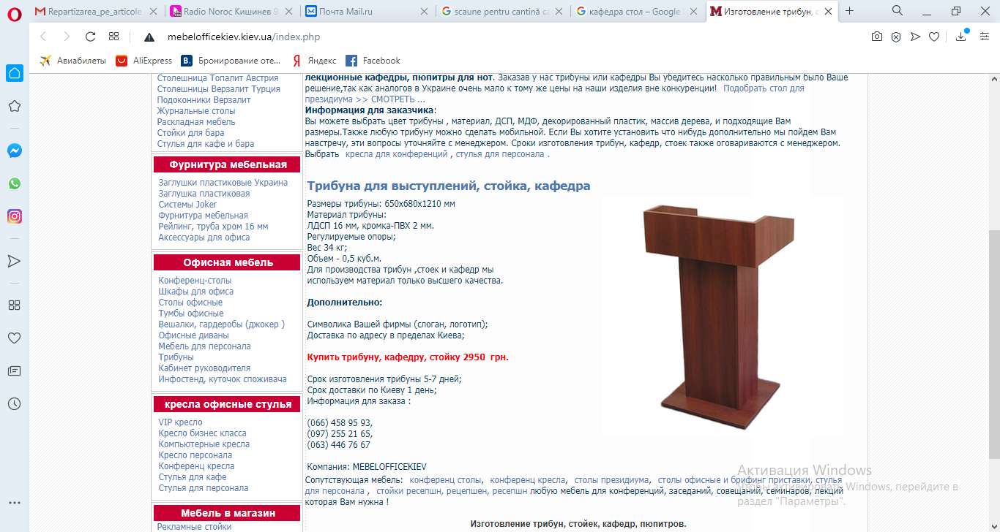 Repartizarea_pe_articole
Radio Noroc Кишинев 9
Почта Mail.ru
scaune pentru cantină ca
кафедра стол – Google
Изготовление трибун, с
mebelofficekiev.kiev.ua/index.php
Авиабилеты
AliExpress
B. Бронирование оте...
Я Яндекс
Facebook
Столешница Топалит Австрия
Столешницы Верзалит Турция
Подоконники Верзалит
Журнальные столы
Раскладная мебель
Стойки для бара
Стулья для кафе и бара
Фурнитура мебельная
Заглушки пластиковые Украина
Заглушка пластиковая
Системы Joker
Фурнитура мебельная
Рейлинг, труба хром 16 мм
Аксессуары для офиса
Офисная мебель
Конференц-столы
Шкафы для офиса
Столы офисные
Тумбы офисные
Вешалки, гардеробы (джокер )
Офисные диваны
Мебель для персонала
Трибуны
Кабинет руководителя
Инфостенд, куточок споживача
кресла офисные стулья
VIP кресло
Кресло бизнес класса
Компьютерные кресла
Кресло персонала
Конференц кресла
Стулья для кафе
Стулья для персонала
Мебель в магазин
Рекламные стойки
лекционные кафедры, пюпитры для нот. Заказав у нас трибуны или кафедры Вы убедитесь насколько правильным было Ваше
решение,так как аналогов в Украине очень мало к тому же цены на наши изделия вне конкуренции! Подобрать стол для
президиума >> СМОТРЕТЬ ...
Информация для заказчика:
Вы можете выбрать цвет трибуны , материал, ДСП, МДФ, декорированный пластик, массив дерева, и подходящие Вам
размеры.Также любую трибуну можно сделать мобильной. Если Вы хотите установить что нибудь дополнительно мы пойдем Вам
навстречу, эти вопросы уточняйте с менеджером. Сроки изготовления трибун, кафедр, стоек также оговариваются с менеджером.
Выбрать кресла для конференций , стулья для персонала .
Трибуна для выступлений, стойка, кафедра
Размеры трибуны: 650х680х1210 мм
Материал трибуны:
ЛДСП 16 мм, кромка-ПВХ 2 мм.
Регулируемые опоры;
Вес 34 кг;
Объем - 0,5 куб.м.
Для производства трибун ,стоек и кафедр мы
используем материал только высшего качества.
Дополнительно:
Символика Вашей фирмы (слоган, логотип);
Доставка по адресу в пределах Киева;
Купить трибуну, кафедру, стойку 2950 грн.
Срок изготовления трибуны 5-7 дней;
Срок доставки по Киеву 1 день;
Информация для заказа :
(066) 458 95 93,
(097) 255 21 65,
(063) 446 76 67
Компания: MEBELOFFICEKIEV
Сопутствующая мебель: конференц столы, конференц кресла, столы президиума, столы офисные и брифинг приставки, стулья
для персонала , стойки ресепшн, рецепшен, ресепшн любую мебель для конференций, заседаний, совещаний, семинаров, лекций
которая Вам нужна !
Изготовление трибун, стойек, кафедр, пюпитров.
Активация Windows
Чтобы активировать Windows, перейдите в
раздел "Параметры".